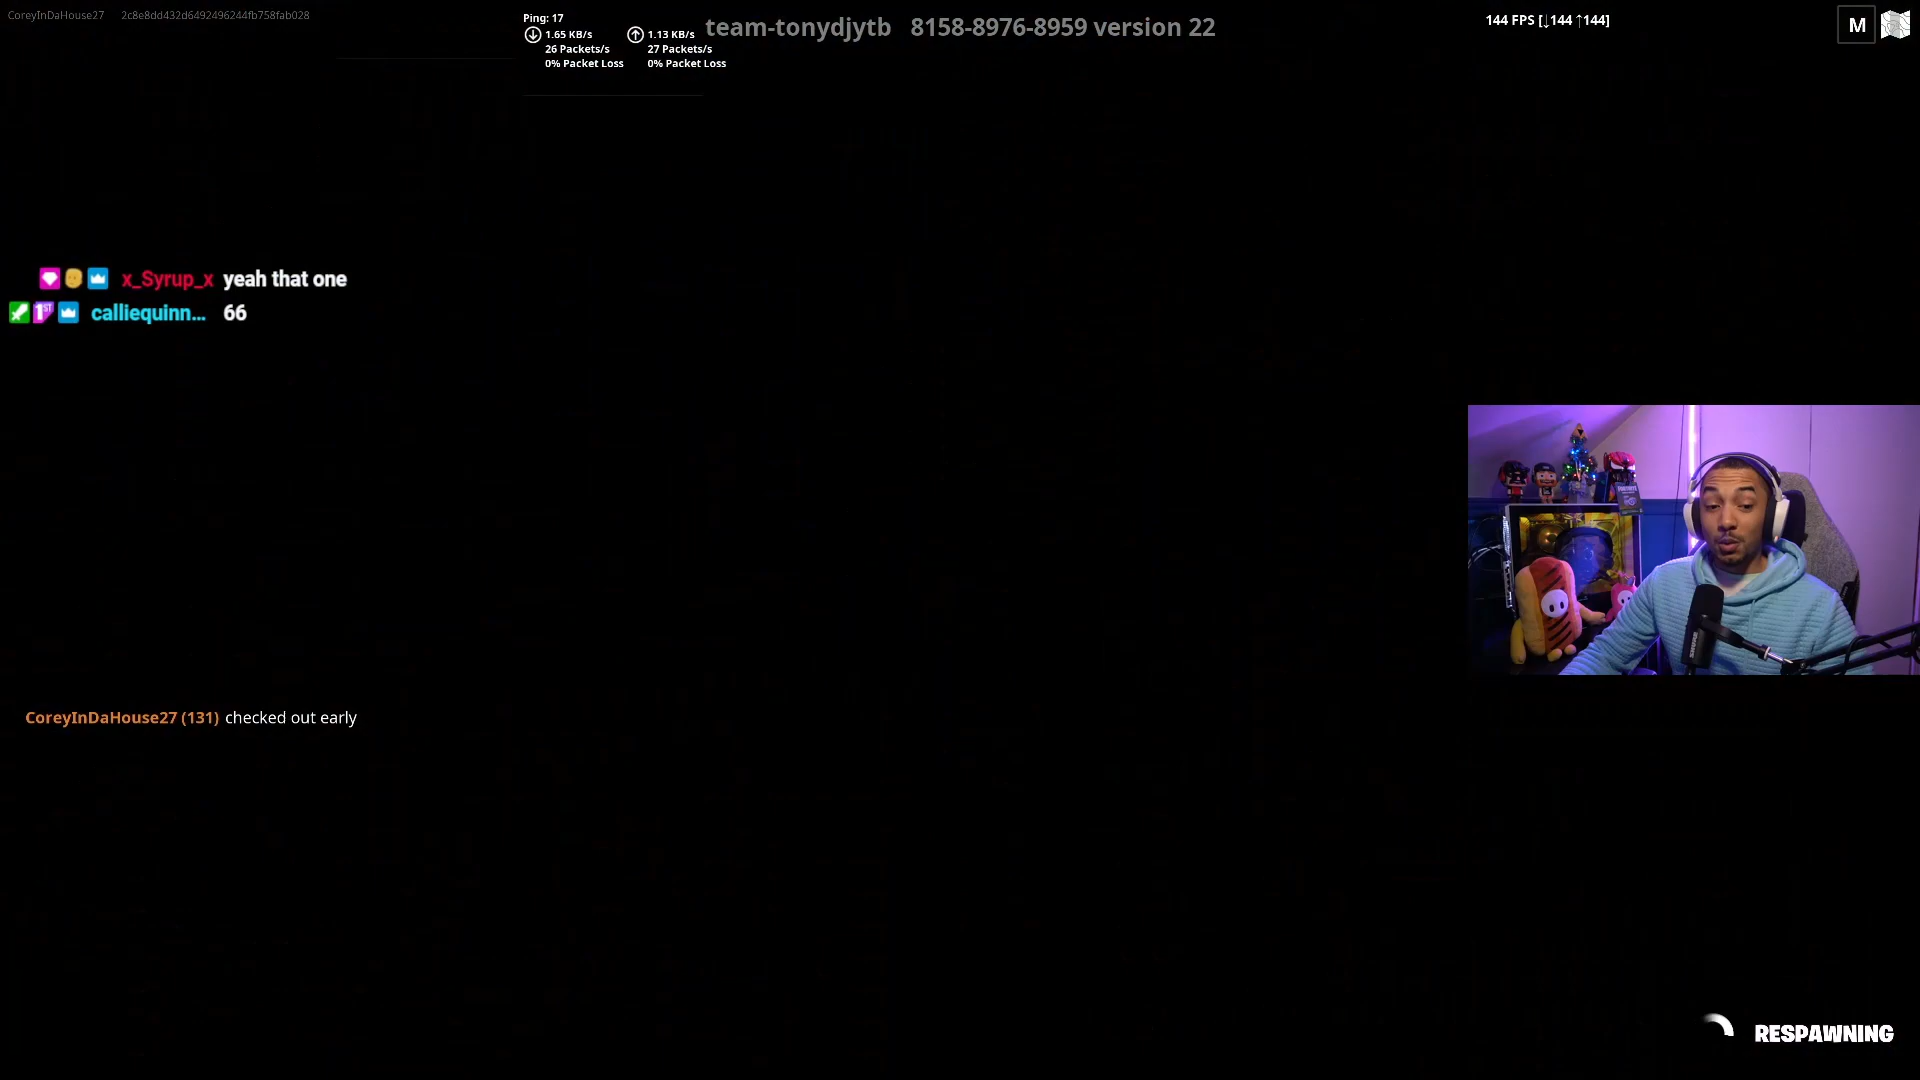 CoreyInDaHouse27 2c8e8dd432d6492496244fb758fab028
Ping: 17
1.65 KB/s 1.13 KB/s
26 Packets/s 27 Packets/s
0% Packet Loss 0% Packet Loss
team-tonydjytb 8158-8976-8959 version 22
144 FPS [↓144 ↑144]
M
x_Syrup_x yeah that one
1ST calliequinn... 66
CoreyInDaHouse27 (131) checked out early
RESPAWNING